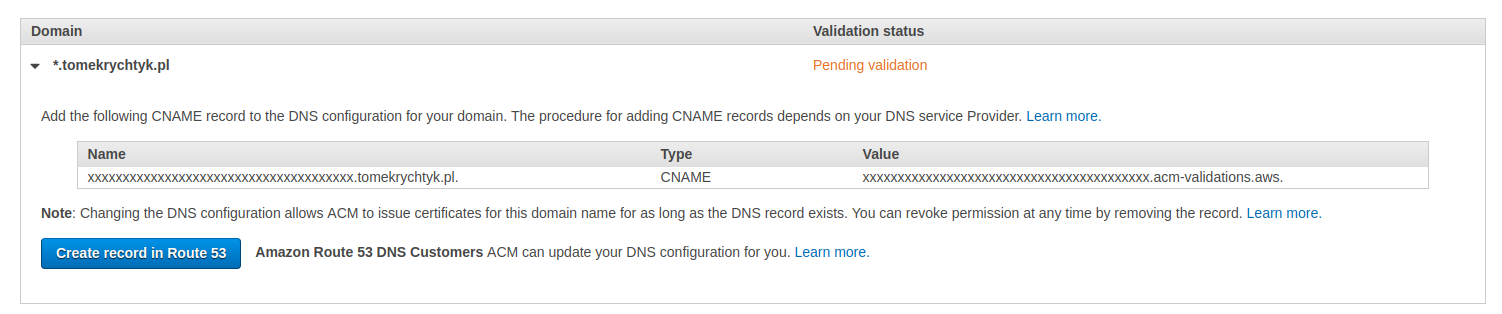 Domain Validation status
*.tomekrychtyk.pl Pending validation
Add the following CNAME record to the DNS configuration for your domain. The procedure for adding CNAME records depends on your DNS service Provider. Learn more.
Name Type Value
xxxxxxxxxxxxxxxxxxxxxxxxxxxxxxxxxxxxxx.tomekrychtyk.pl. CNAME xxxxxxxxxxxxxxxxxxxxxxxxxxxxxxxxxxxxxxxxx.acm-validations.aws.
Note: Changing the DNS configuration allows ACM to issue certificates for this domain name for as long as the DNS record exists. You can revoke permission at any time by removing the record. Learn more.
Create record in Route 53 Amazon Route 53 DNS Customers ACM can update your DNS configuration for you. Learn more.